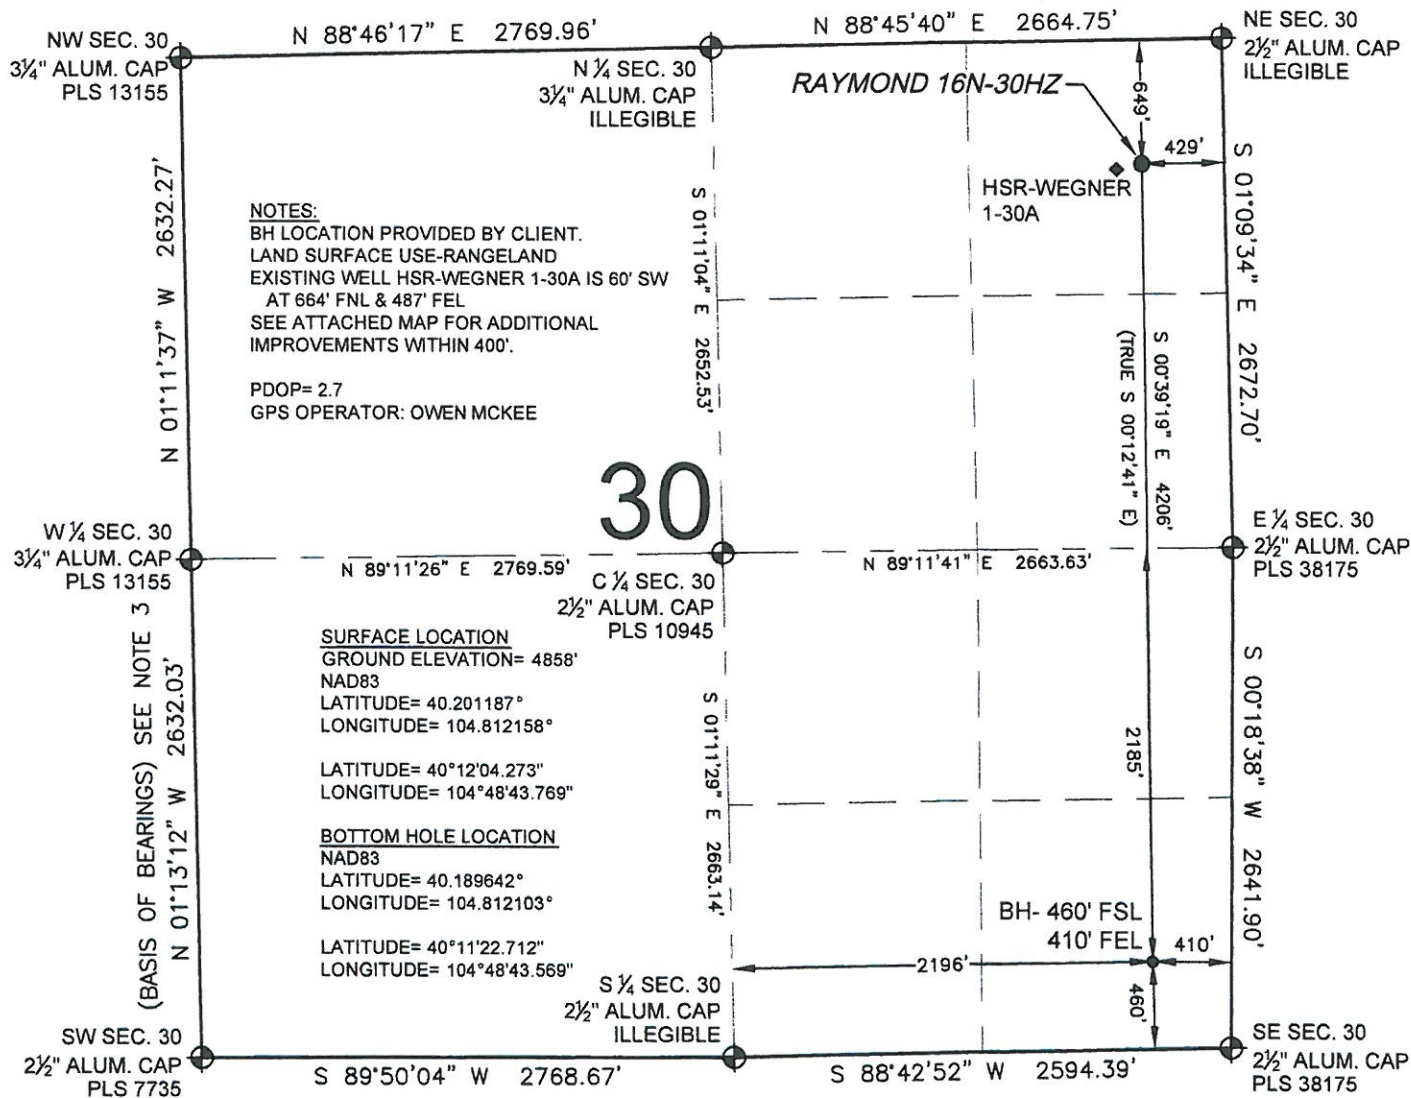 N 88°46'17" E 2769.96'
N 88°45'40" E 2664.75'
NW SEC. 30
3¼" ALUM. CAP
PLS 13155
N ¼ SEC. 30
3¼" ALUM. CAP
ILLEGIBLE
NE SEC. 30
2½" ALUM. CAP
ILLEGIBLE
RAYMOND 16N-30HZ
649'
429'
HSR-WEGNER
1-30A
N 01°11'37" W 2632.27'
NOTES:
BH LOCATION PROVIDED BY CLIENT.
LAND SURFACE USE-RANGELAND
EXISTING WELL HSR-WEGNER 1-30A IS 60' SW
AT 664' FNL & 487' FEL
SEE ATTACHED MAP FOR ADDITIONAL
IMPROVEMENTS WITHIN 400'.
PDOP= 2.7
GPS OPERATOR: OWEN MCKEE
S 01°11'04" E 2652.53'
S 01°09'34" E 2672.70'
S 00°39'19" E 4206'
(TRUE S 00°12'41" E)
30
W ¼ SEC. 30
3¼" ALUM. CAP
PLS 13155
N 89°11'26" E 2769.59'
C ¼ SEC. 30
2½" ALUM. CAP
PLS 10945
N 89°11'41" E 2663.63'
E ¼ SEC. 30
2½" ALUM. CAP
PLS 38175
(BASIS OF BEARINGS) SEE NOTE 3
N 01°13'12" W 2632.03'
SURFACE LOCATION
GROUND ELEVATION= 4858'
NAD83
LATITUDE= 40.201187°
LONGITUDE= 104.812158°
LATITUDE= 40°12'04.273"
LONGITUDE= 104°48'43.769"
BOTTOM HOLE LOCATION
NAD83
LATITUDE= 40.189642°
LONGITUDE= 104.812103°
LATITUDE= 40°11'22.712"
LONGITUDE= 104°48'43.569"
S 01°11'29" E 2663.14'
2185'
S 00°18'38" W 2641.90'
BH- 460' FSL
410' FEL
410'
2196'
460'
SW SEC. 30
2½" ALUM. CAP
PLS 7735
S ¼ SEC. 30
2½" ALUM. CAP
ILLEGIBLE
SE SEC. 30
2½" ALUM. CAP
PLS 38175
S 89°50'04" W 2768.67'
S 88°42'52" W 2594.39'